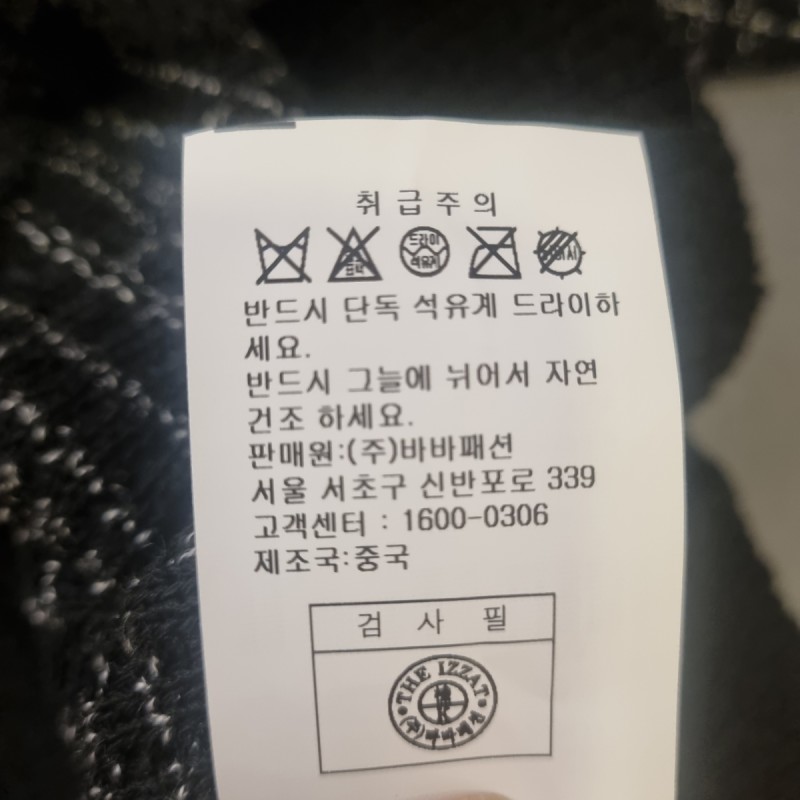 취급주의
드라이
석유계
반드시 단독 석유계 드라이하
세요.
반드시 그늘에 뉘어서 자연
건조 하세요.
판매원:(주)바바패션
서울 서초구 신반포로 339
고객센터 : 1600-0306
제조국:중국
검 사 필
THE IZZAT
(주)바바패션